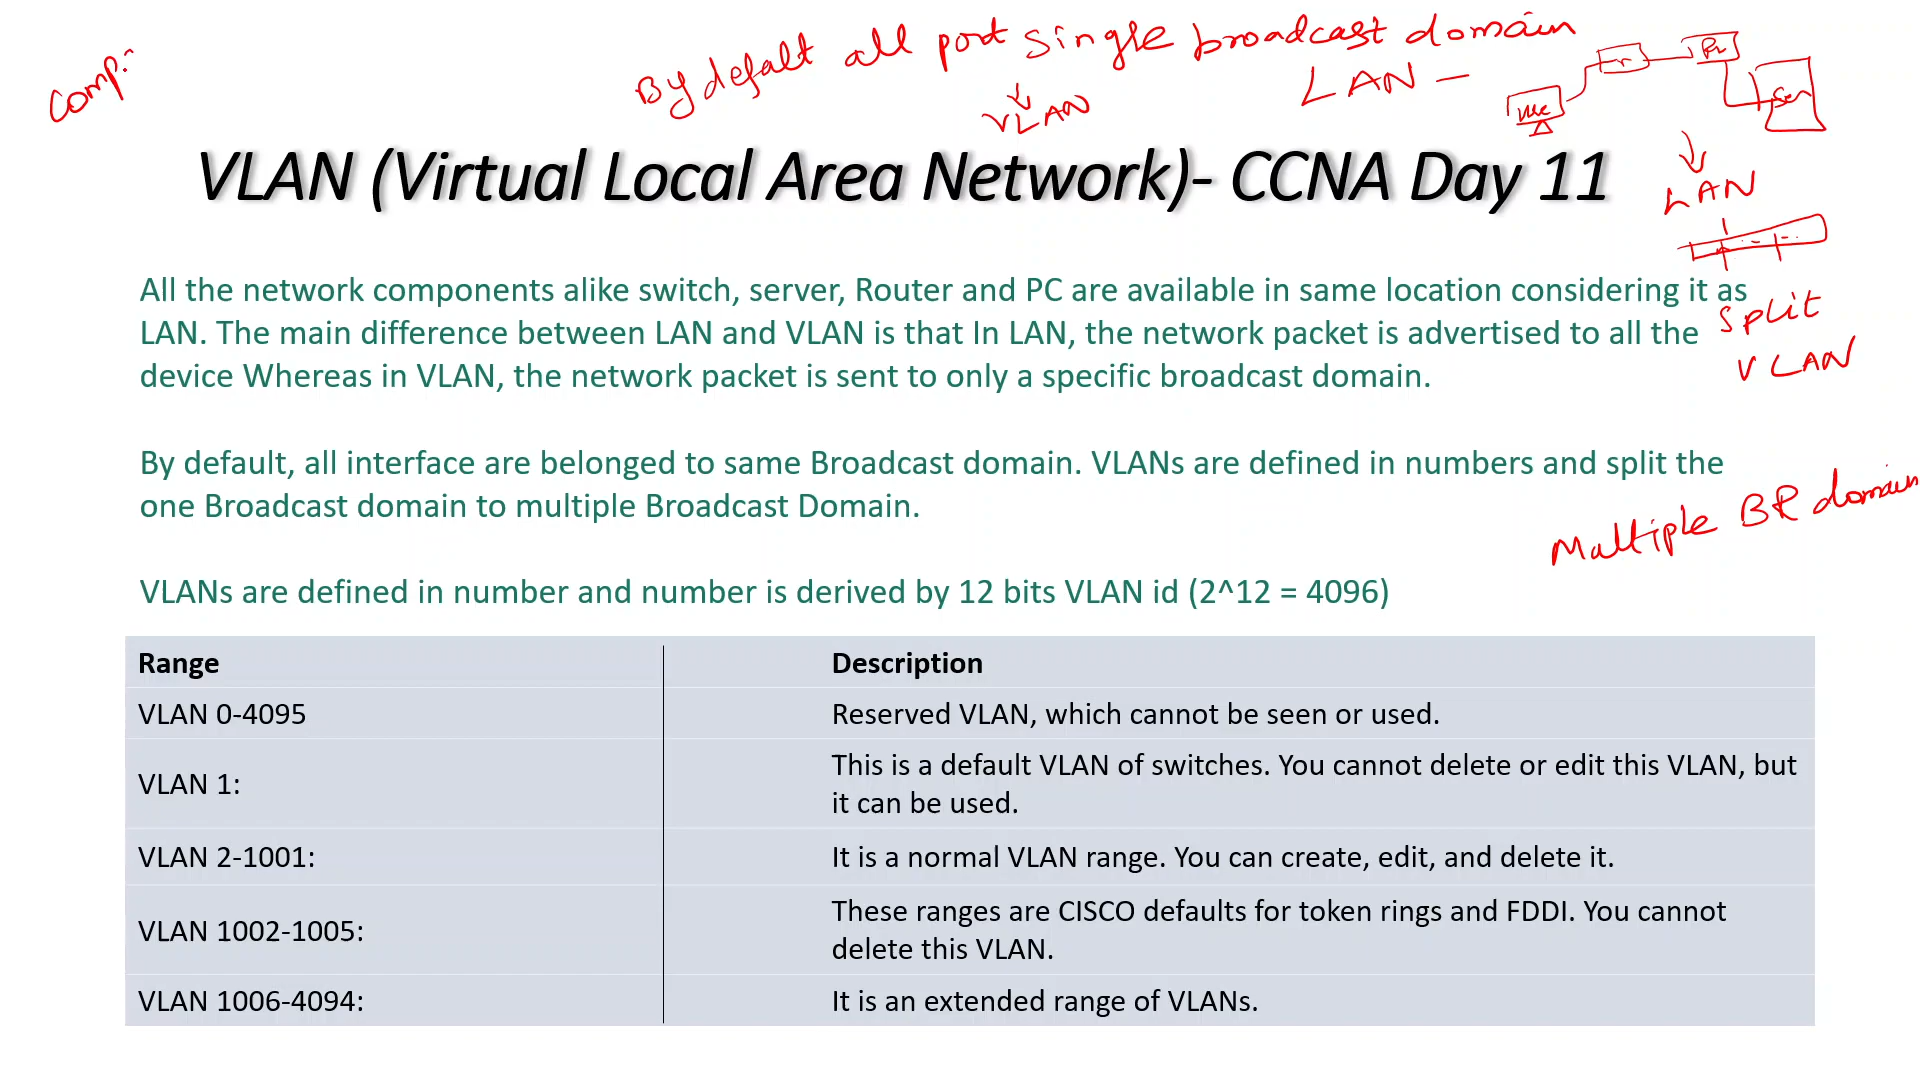 By defalt all port single broadcast domain
comp:-
VLAN
LAN -
VLAN (Virtual Local Area Network)- CCNA Day 11
LAN
All the network components alike switch, server, Router and PC are available in same location considering it as
LAN. The main difference between LAN and VLAN is that In LAN, the network packet is advertised to all the
device Whereas in VLAN, the network packet is sent to only a specific broadcast domain.
split
VLAN
By default, all interface are belonged to same Broadcast domain. VLANs are defined in numbers and split the
one Broadcast domain to multiple Broadcast Domain.
Multiple BR domain
VLANs are defined in number and number is derived by 12 bits VLAN id (2^12 = 4096)
Range Description
VLAN 0-4095 Reserved VLAN, which cannot be seen or used.
VLAN 1: This is a default VLAN of switches. You cannot delete or edit this VLAN, but
it can be used.
VLAN 2-1001: It is a normal VLAN range. You can create, edit, and delete it.
VLAN 1002-1005: These ranges are CISCO defaults for token rings and FDDI. You cannot
delete this VLAN.
VLAN 1006-4094: It is an extended range of VLANs.